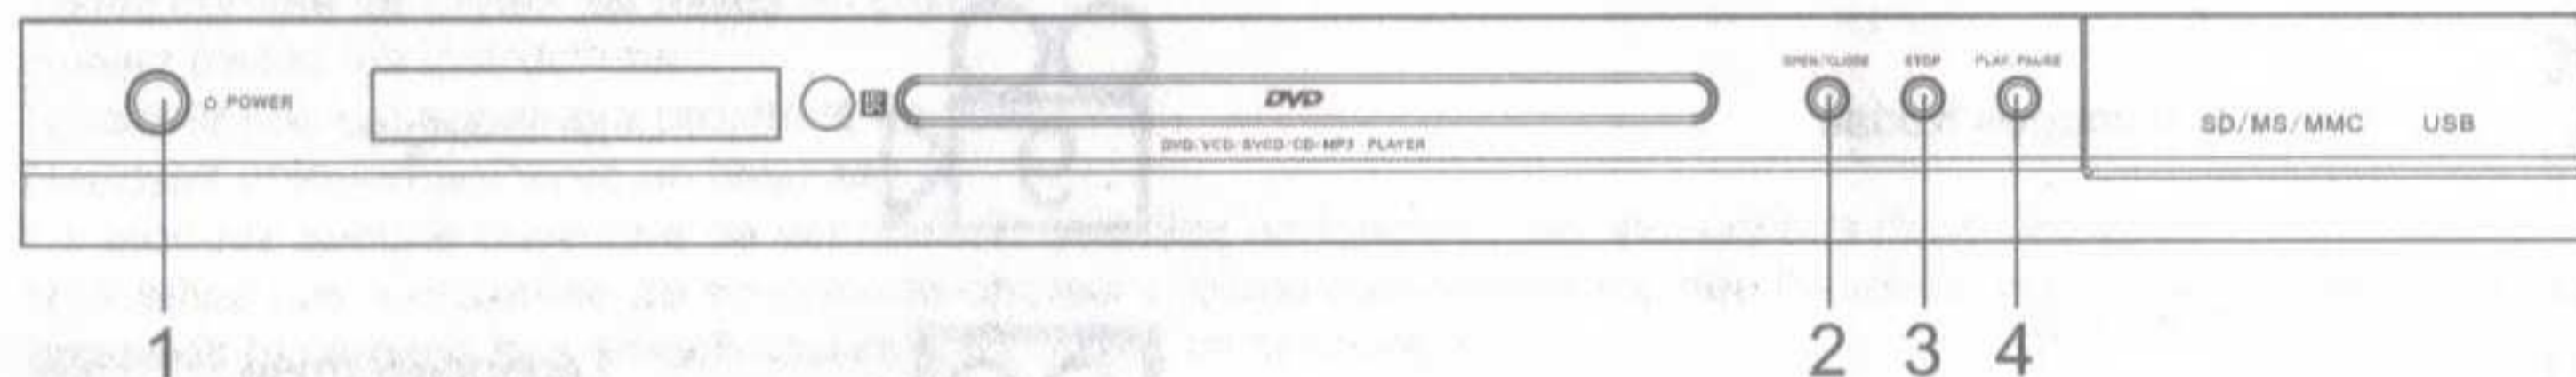 OPEN/CLOSE STOP PLAY/PAUSE
POWER
DVD
SD/MS/MMC USB
DVD/VCD/SVCD/CD/MP3 PLAYER
1 2 3 4